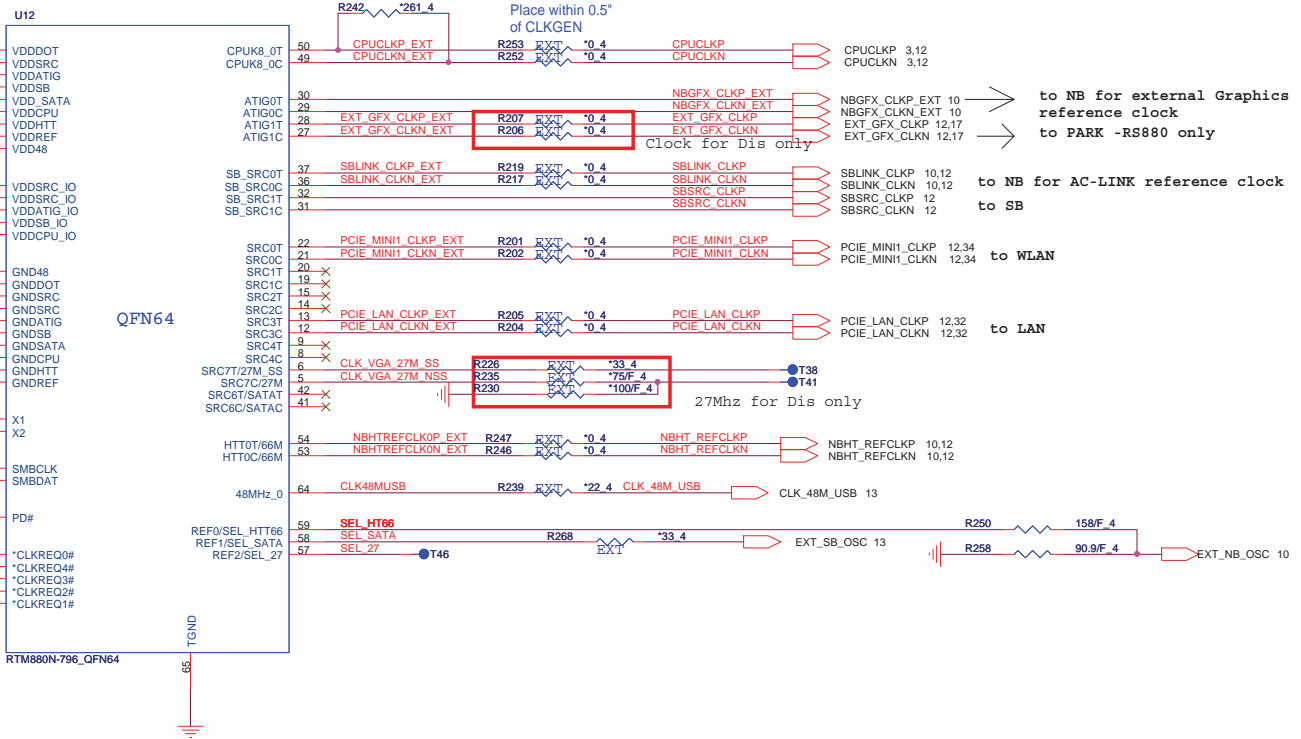 U12
R242 *261_4
Place within 0.5"
of CLKGEN
VDDDOT CPUK8_0T 50 CPUCLKP_EXT R253 EXT *0_4 CPUCLKP CPUCLKP 3,12
VDDSRC CPUK8_0C 49 CPUCLKN_EXT R252 EXT *0_4 CPUCLKN CPUCLKN 3,12
VDDATIG
VDDSB
VDD_SATA ATIG0T 30 NBGFX_CLKP_EXT NBGFX_CLKP_EXT 10 to NB for external Graphics
VDDCPU ATIG0C 29 NBGFX_CLKN_EXT NBGFX_CLKN_EXT 10 reference clock
VDDHTT ATIG1T 28 EXT_GFX_CLKP_EXT R207 EXT *0_4 EXT_GFX_CLKP EXT_GFX_CLKP 12,17
VDDREF ATIG1C 27 EXT_GFX_CLKN_EXT R206 EXT *0_4 EXT_GFX_CLKN EXT_GFX_CLKN 12,17 to PARK -RS880 only
VDD48 Clock for Dis only
SB_SRC0T 37 SBLINK_CLKP_EXT R219 EXT *0_4 SBLINK_CLKP SBLINK_CLKP 10,12
VDDSRC_IO SB_SRC0C 36 SBLINK_CLKN_EXT R217 EXT *0_4 SBLINK_CLKN SBLINK_CLKN 10,12 to NB for AC-LINK reference clock
VDDSRC_IO SB_SRC1T 32 SBSRC_CLKP SBSRC_CLKP 12
VDDATIG_IO SB_SRC1C 31 SBSRC_CLKN SBSRC_CLKN 12 to SB
VDDSB_IO
VDDCPU_IO
SRC0T 22 PCIE_MINI1_CLKP_EXT R201 EXT *0_4 PCIE_MINI1_CLKP PCIE_MINI1_CLKP 12,34
SRC0C 21 PCIE_MINI1_CLKN_EXT R202 EXT *0_4 PCIE_MINI1_CLKN PCIE_MINI1_CLKN 12,34 to WLAN
GND48 SRC1T 20
GNDDOT SRC1C 19
GNDSRC SRC2T 15
GNDSRC SRC2C 14
GNDATIG QFN64 SRC3T 13 PCIE_LAN_CLKP_EXT R205 EXT *0_4 PCIE_LAN_CLKP PCIE_LAN_CLKP 12,32
GNDSB SRC3C 12 PCIE_LAN_CLKN_EXT R204 EXT *0_4 PCIE_LAN_CLKN PCIE_LAN_CLKN 12,32 to LAN
GNDSATA SRC4T 9
GNDCPU SRC4C 8
GNDHTT SRC7T/27M_SS 6 CLK_VGA_27M_SS R226 EXT *33_4 T38
GNDREF SRC7C/27M 5 CLK_VGA_27M_NSS R235 EXT *75/F_4 T41
SRC6T/SATAT 42 R230 EXT *100/F_4
SRC6C/SATAC 41 27Mhz for Dis only
X1
X2
HTT0T/66M 54 NBHTREFCLK0P_EXT R247 EXT *0_4 NBHT_REFCLKP NBHT_REFCLKP 10,12
HTT0C/66M 53 NBHTREFCLK0N_EXT R246 EXT *0_4 NBHT_REFCLKN NBHT_REFCLKN 10,12
SMBCLK
SMBDAT
48MHz_0 64 CLK48MUSB R239 EXT *22_4 CLK_48M_USB CLK_48M_USB 13
PD#
REF0/SEL_HTT66 59 SEL_HT66 R250 158/F_4
REF1/SEL_SATA 58 SEL_SATA R268 EXT *33_4 EXT_SB_OSC 13
*CLKREQ0# REF2/SEL_27 57 SEL_27 T46 R258 90.9/F_4 EXT_NB_OSC 10
*CLKREQ4#
*CLKREQ3#
*CLKREQ2#
*CLKREQ1#
TGND
RTM880N-796_QFN64
65